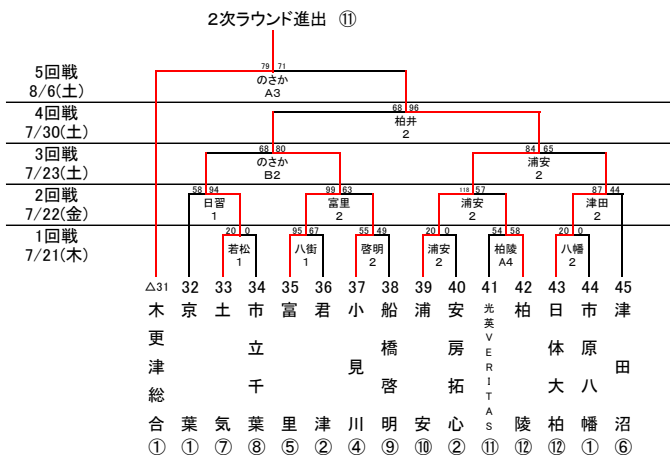 2次ラウンド進出 ⑪
5回戦
8/6(土)
79 71
のさか
A3
4回戦
7/30(土)
68 96
柏井
2
3回戦
7/23(土)
68 80
のさか
B2
84 65
浦安
2
2回戦
7/22(金)
58 94
日習
1
99 63
富里
2
118 57
浦安
2
87 44
津田
2
1回戦
7/21(木)
20 0
若松
1
95 67
八街
1
55 49
啓明
2
20 0
浦安
2
54 58
柏陵
A4
20 0
八幡
2
△31 木更津総合 ①
32 京葉 ①
33 土気 ⑦
34 市立千葉 ⑧
35 富里 ⑤
36 君津 ②
37 小見川 ④
38 船橋啓明 ⑨
39 浦安 ⑩
40 安房拓心 ②
41 光英VERITAS ⑪
42 柏陵 ⑫
43 日体大柏 ⑫
44 市原八幡 ①
45 津田沼 ⑥